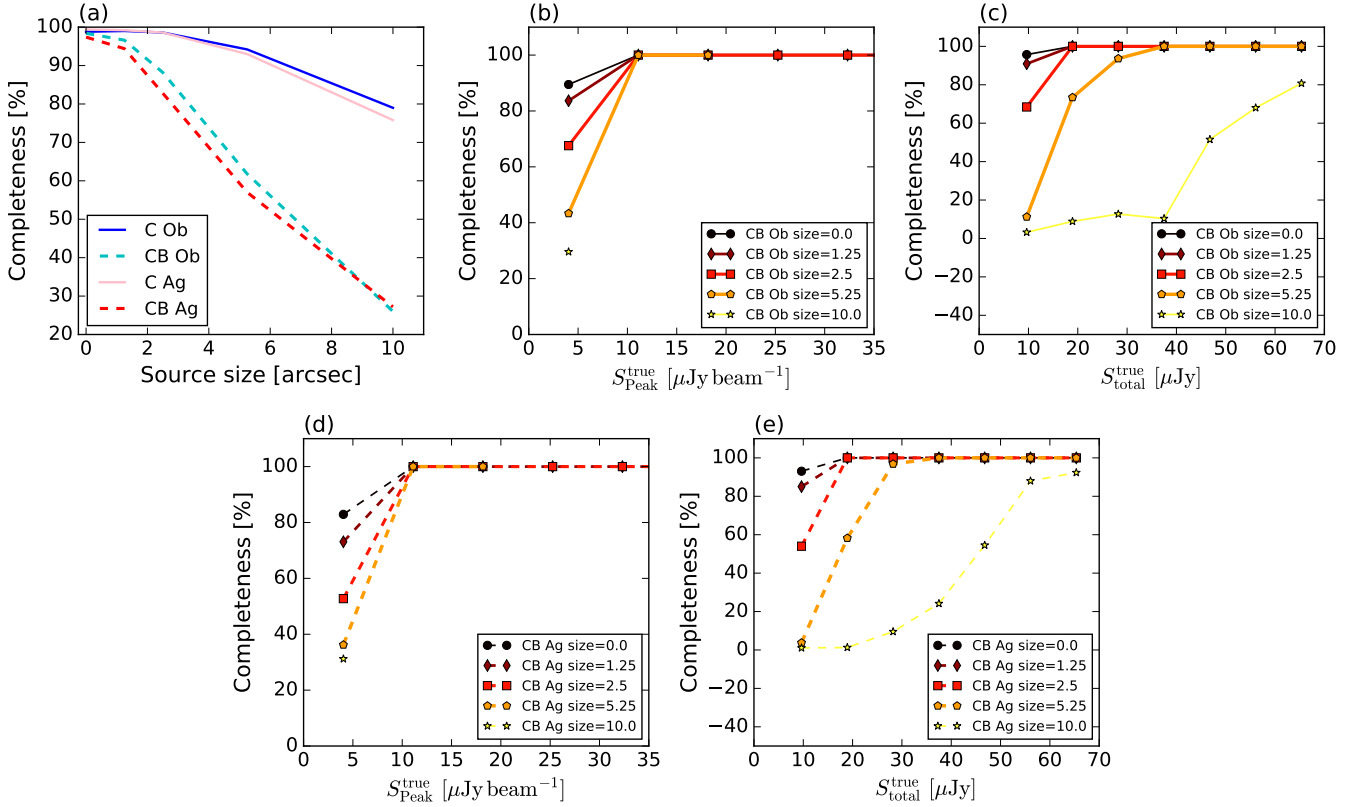 (a)
100
90
80
70
60
50
40
30
20
Completeness [%]
C Ob
CB Ob
C Ag
CB Ag
0 2 4 6 8 10
Source size [arcsec]
(b)
100
80
60
40
20
0
Completeness [%]
CB Ob size=0.0
CB Ob size=1.25
CB Ob size=2.5
CB Ob size=5.25
CB Ob size=10.0
0 5 10 15 20 25 30 35
S_Peak^true [μJy beam⁻¹]
(c)
100
80
60
40
20
0
−20
−40
Completeness [%]
CB Ob size=0.0
CB Ob size=1.25
CB Ob size=2.5
CB Ob size=5.25
CB Ob size=10.0
0 10 20 30 40 50 60 70
S_total^true [μJy]
(d)
100
80
60
40
20
0
Completeness [%]
CB Ag size=0.0
CB Ag size=1.25
CB Ag size=2.5
CB Ag size=5.25
CB Ag size=10.0
0 5 10 15 20 25 30 35
S_Peak^true [μJy beam⁻¹]
(e)
100
80
60
40
20
0
−20
−40
Completeness [%]
CB Ag size=0.0
CB Ag size=1.25
CB Ag size=2.5
CB Ag size=5.25
CB Ag size=10.0
0 10 20 30 40 50 60 70
S_total^true [μJy]